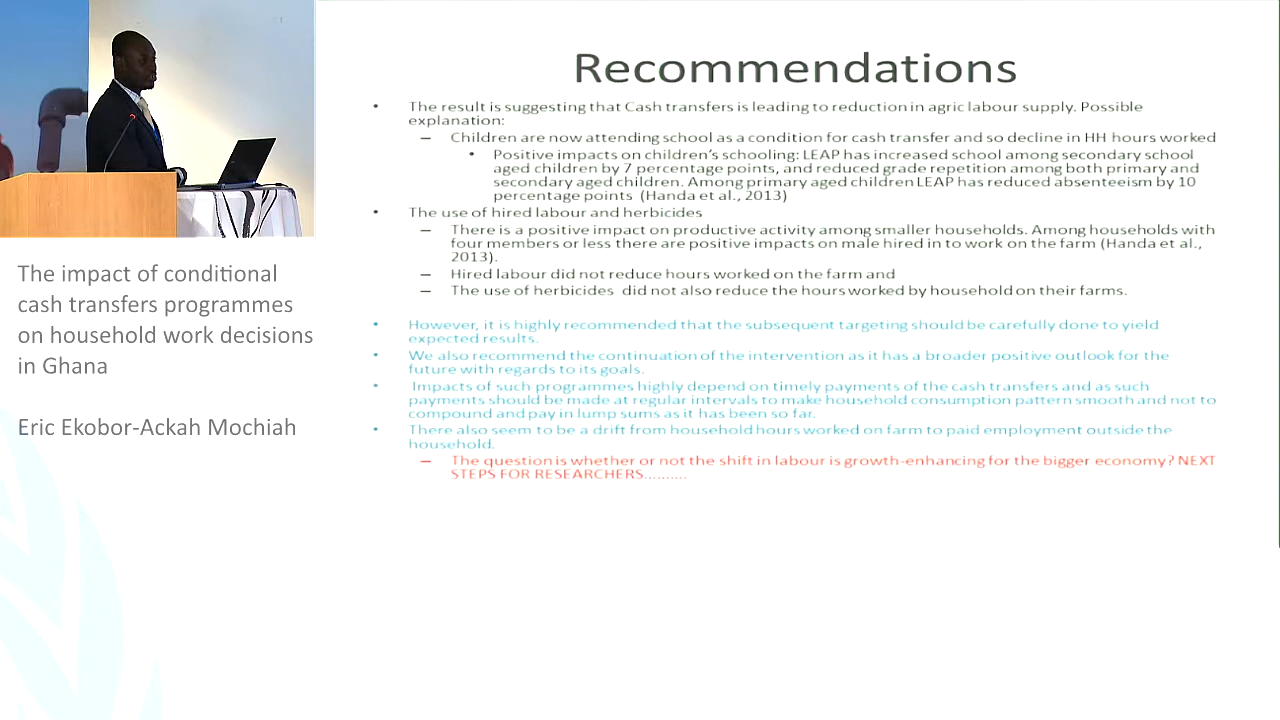 Recommendations
• The result is suggesting that Cash transfers is leading to reduction in agric labour supply. Possible
explanation:
– Children are now attending school as a condition for cash transfer and so decline in HH hours worked
• Positive impacts on children's schooling: LEAP has increased school among secondary school
aged children by 7 percentage points, and reduced grade repetition among both primary and
secondary aged children. Among primary aged children LEAP has reduced absenteeism by 10
percentage points (Handa et al., 2013)
• The use of hired labour and herbicides
– There is a positive impact on productive activity among smaller households. Among households with
four members or less there are positive impacts on male hired in to work on the farm (Handa et al.,
2013).
– Hired labour did not reduce hours worked on the farm and
– The use of herbicides did not also reduce the hours worked by household on their farms.
• However, it is highly recommended that the subsequent targeting should be carefully done to yield
expected results.
• We also recommend the continuation of the intervention as it has a broader positive outlook for the
future with regards to its goals.
• Impacts of such programmes highly depend on timely payments of the cash transfers and as such
payments should be made at regular intervals to make household consumption pattern smooth and not to
compound and pay in lump sums as it has been so far.
• There also seem to be a drift from household hours worked on farm to paid employment outside the
household.
– The question is whether or not the shift in labour is growth-enhancing for the bigger economy? NEXT
STEPS FOR RESEARCHERS..........
The impact of conditional
cash transfers programmes
on household work decisions
in Ghana
Eric Ekobor-Ackah Mochiah